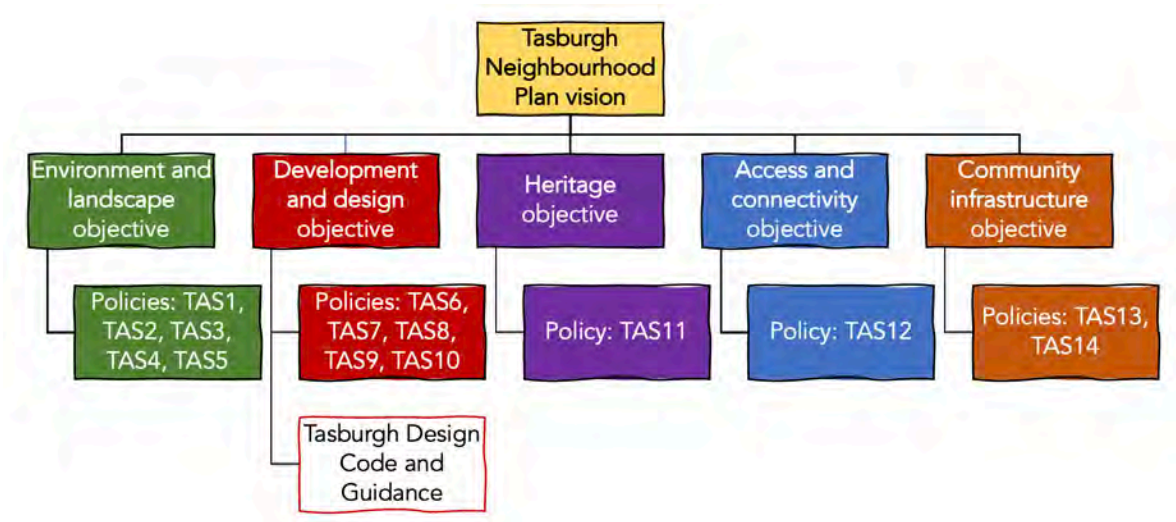 Tasburgh
Neighbourhood
Plan vision
Environment and
landscape
objective
Development
and design
objective
Heritage
objective
Access and
connectivity
objective
Community
infrastructure
objective
Policies: TAS1,
TAS2, TAS3,
TAS4, TAS5
Policies: TAS6,
TAS7, TAS8,
TAS9, TAS10
Policy: TAS11
Policy: TAS12
Policies: TAS13,
TAS14
Tasburgh Design
Code and
Guidance